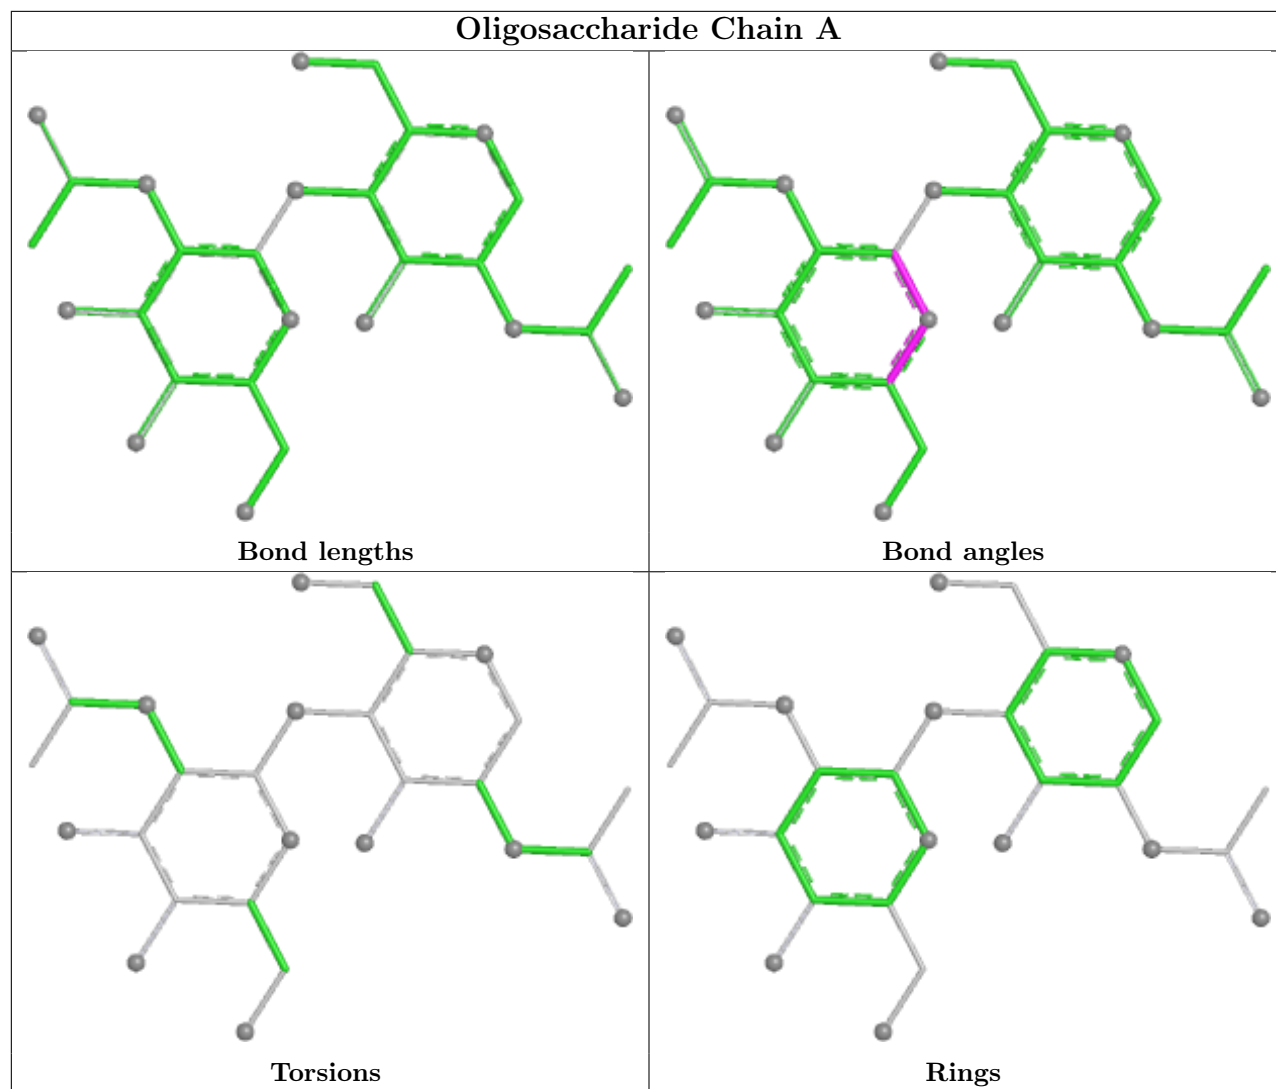 Oligosaccharide Chain A
Bond lengths
Bond angles
Torsions
Rings